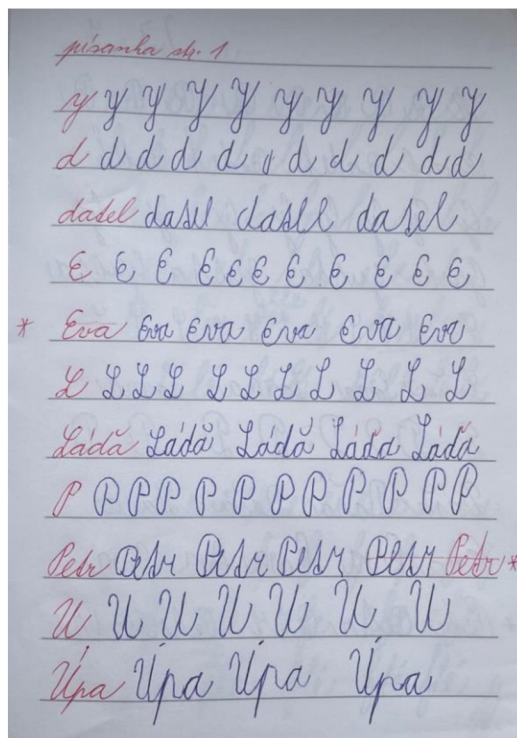 písanka str. 1
y y y y y y y y y y
d d d d d d d d d d d
datel datel datel datel
E E E E E E E E E E
* Eva Eva Eva Eva Eva Eva
L L L L L L L L L L L
Láďa Láďa Láďa Láďa Láďa
P P P P P P P P P P P P
Petr Petr Petr Petr Petr Petr *
U U U U U U U
Úpa Úpa Úpa Úpa